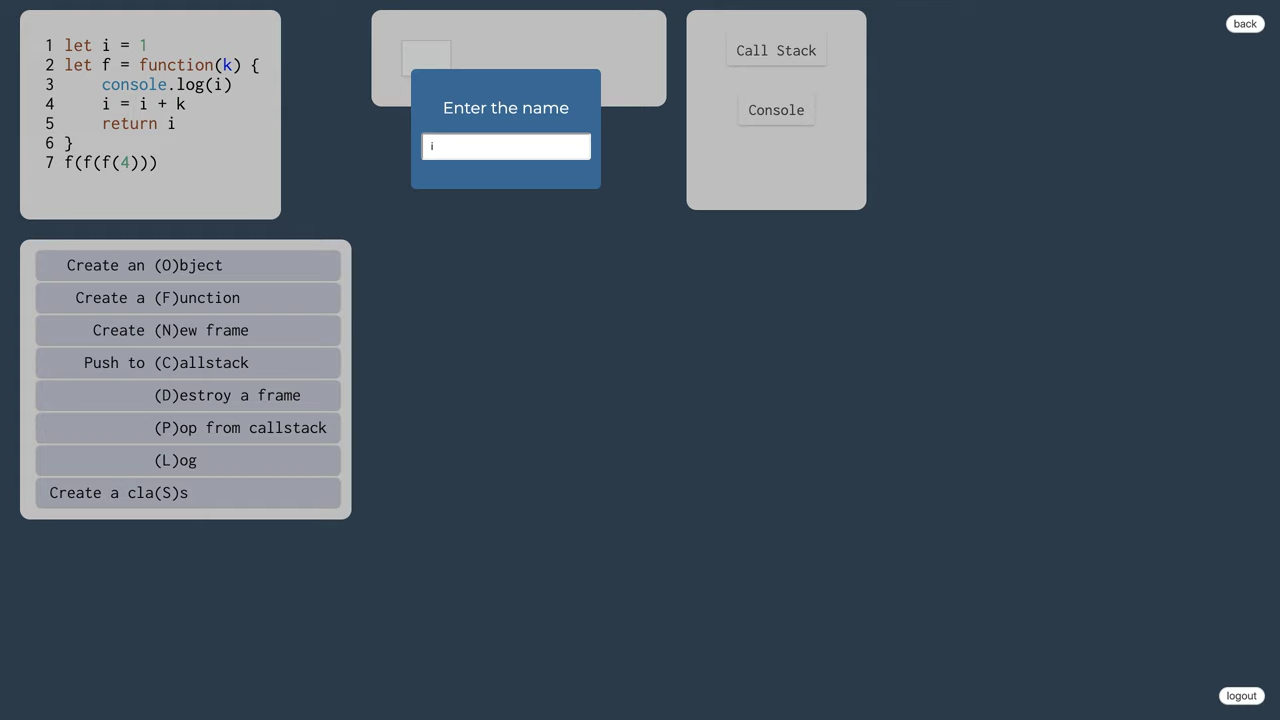 1 let i = 1
2 let f = function(k) {
3     console.log(i)
4     i = i + k
5     return i
6 }
7 f(f(f(4)))
Enter the name
i
Call Stack
Console
back
Create an (O)bject
Create a (F)unction
Create (N)ew frame
Push to (C)allstack
(D)estroy a frame
(P)op from callstack
(L)og
Create a cla(S)s
logout